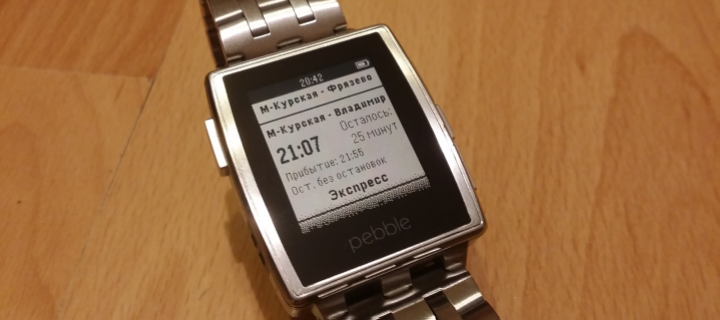 20:42
М-Курская - Фрязево
М-Курская - Владимир
21:07
Осталось:
25 минут
Прибытие: 21:55
Ост. без остановок
Экспресс
pebble